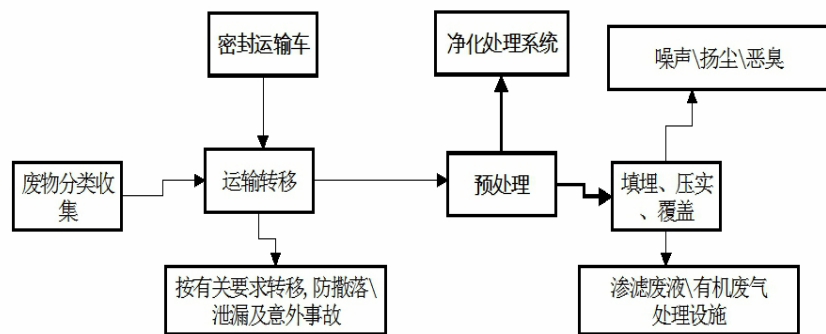 密封运输车
净化处理系统
噪声\扬尘\恶臭
废物分类收
集
运输转移
预处理
填埋、压实
、覆盖
按有关要求转移,防撒落\
泄漏及意外事故
渗滤废液\有机废气
处理设施